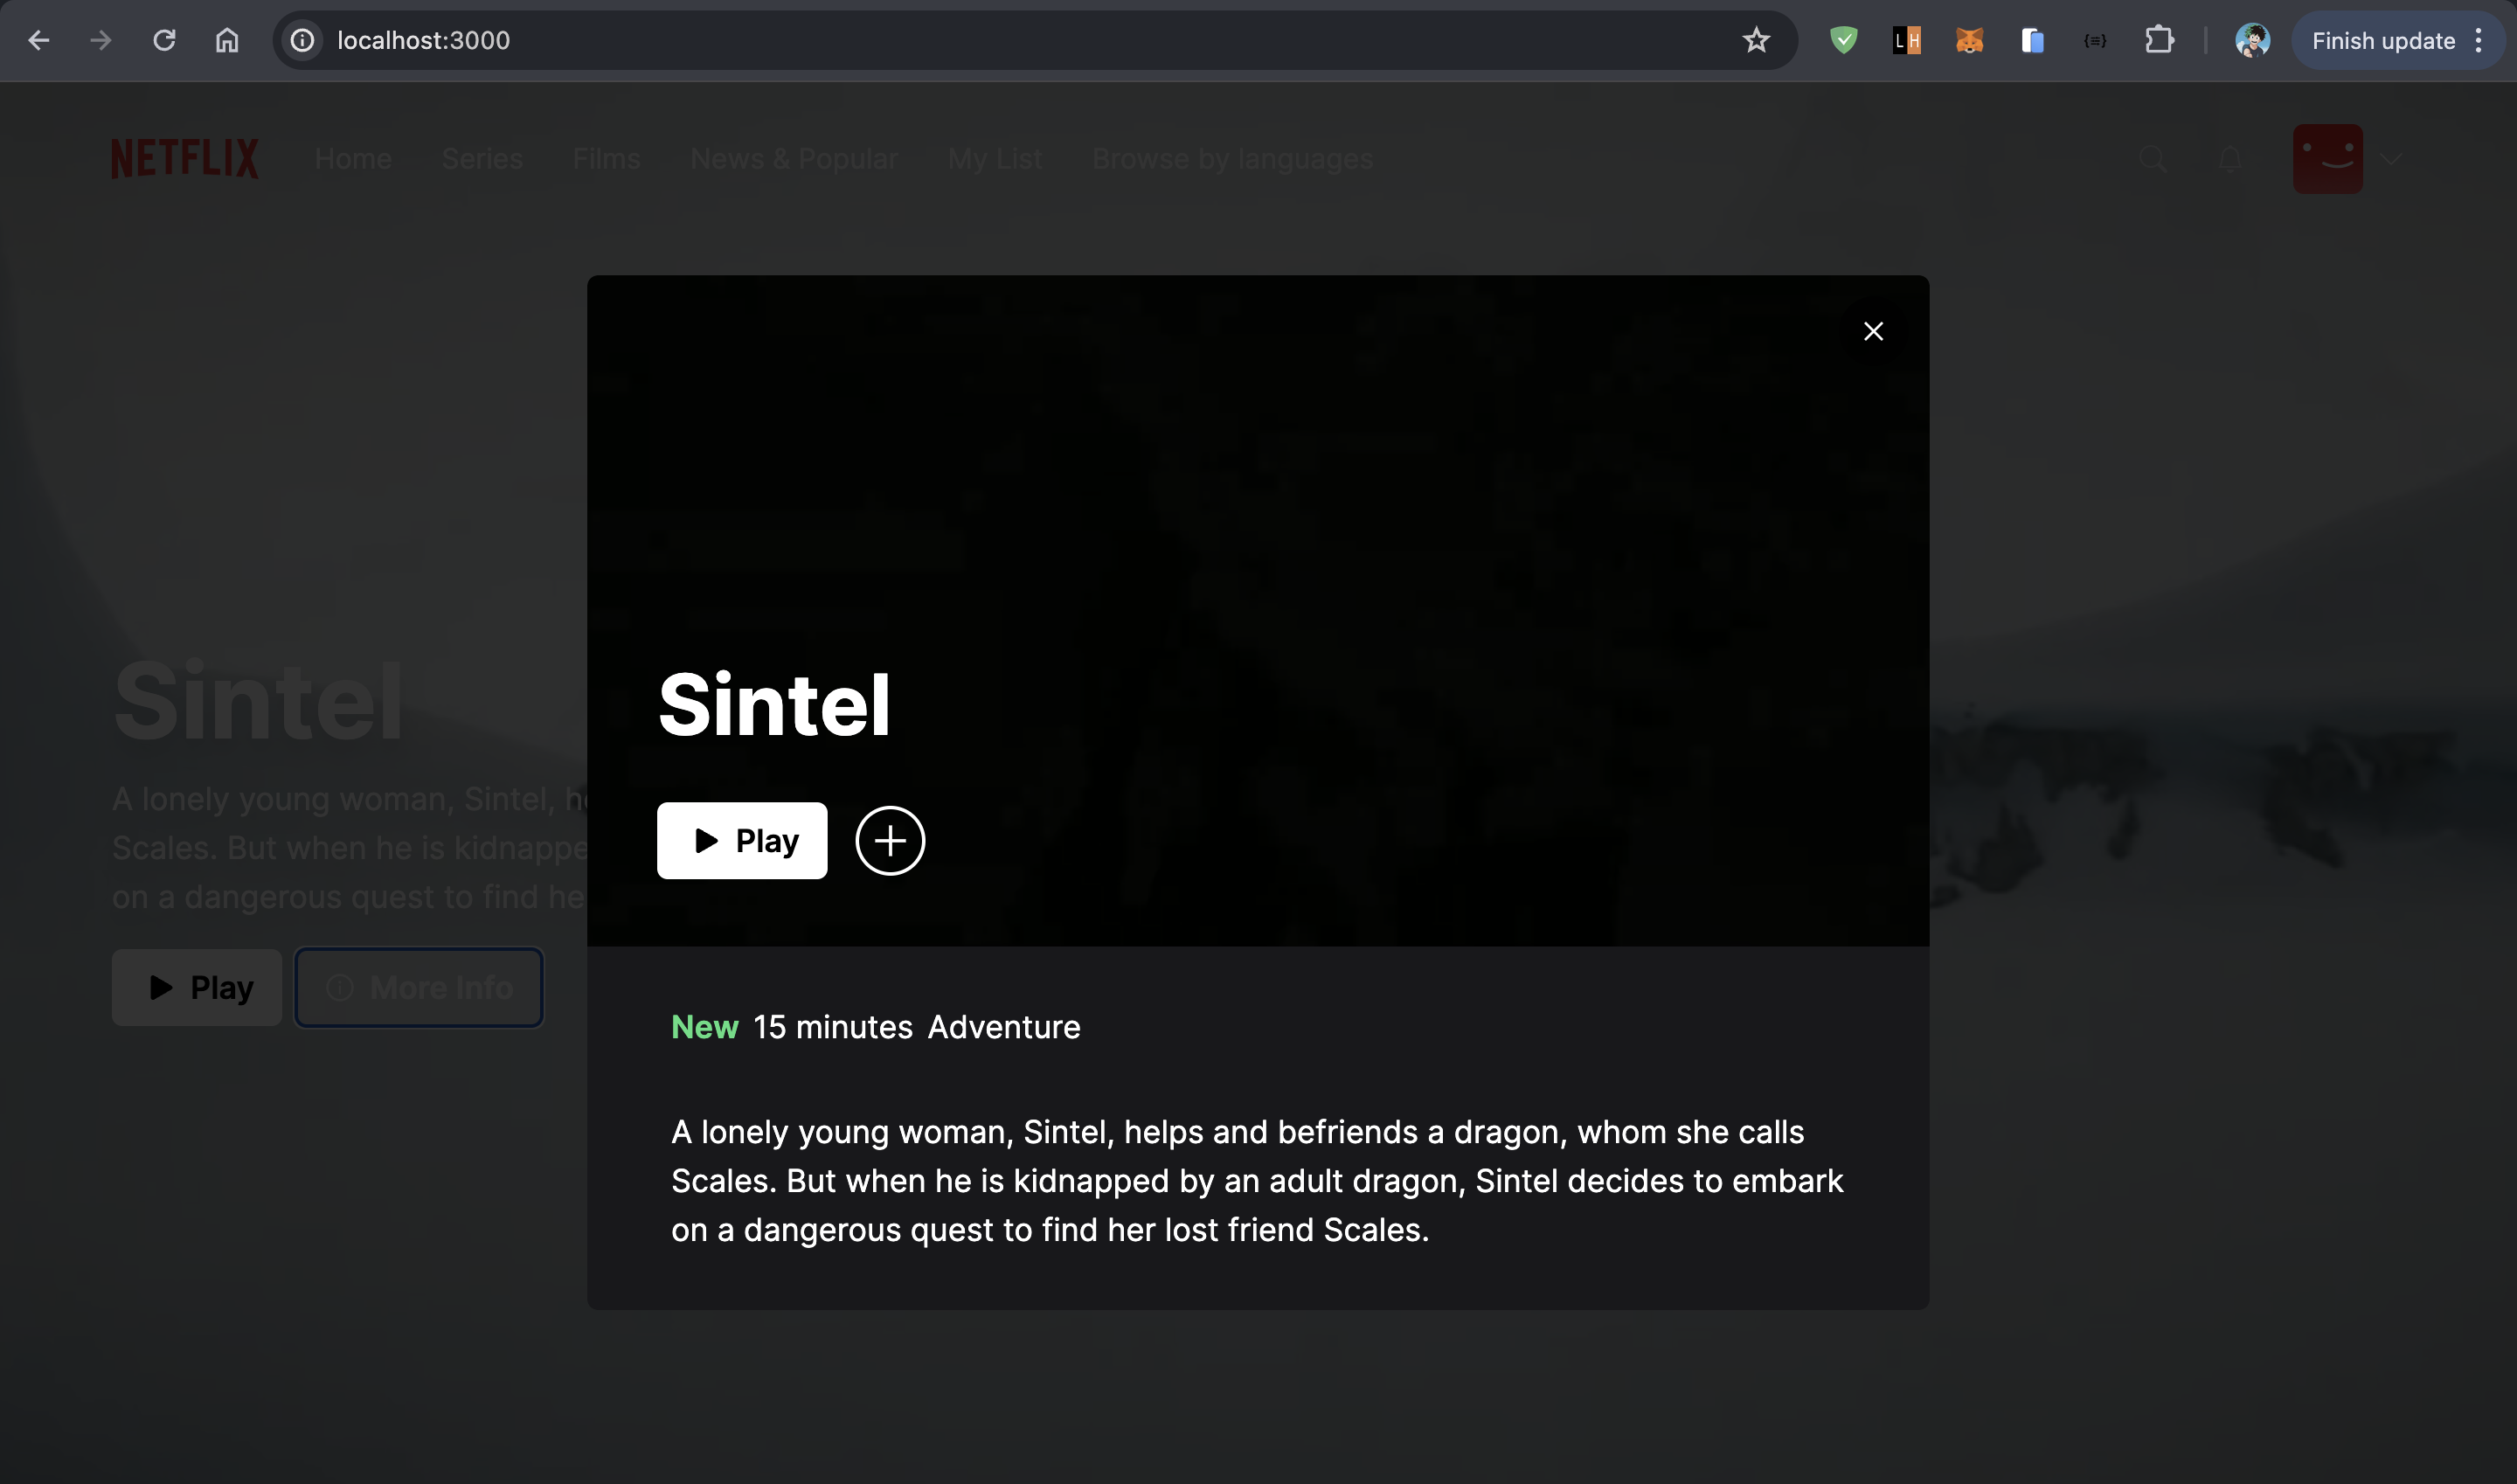 localhost:3000
LH
Finish update
NETFLIX Home Series Films News & Popular My List Browse by languages
Sintel
A lonely young woman, Sintel, he
Scales. But when he is kidnappe
on a dangerous quest to find he
Play More Info
Sintel
Play
New 15 minutes Adventure
A lonely young woman, Sintel, helps and befriends a dragon, whom she calls
Scales. But when he is kidnapped by an adult dragon, Sintel decides to embark
on a dangerous quest to find her lost friend Scales.